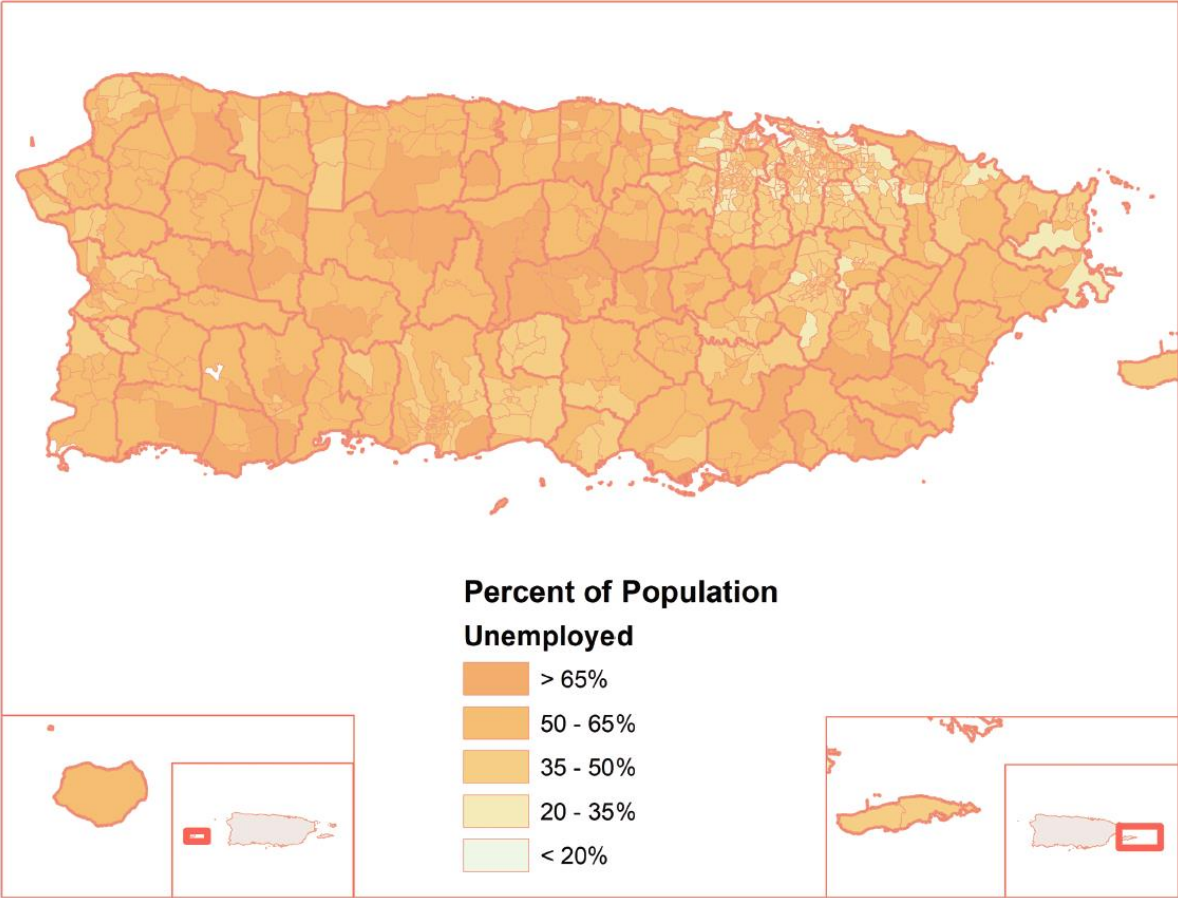 Percent of Population
Unemployed
> 65%
50 - 65%
35 - 50%
20 - 35%
< 20%